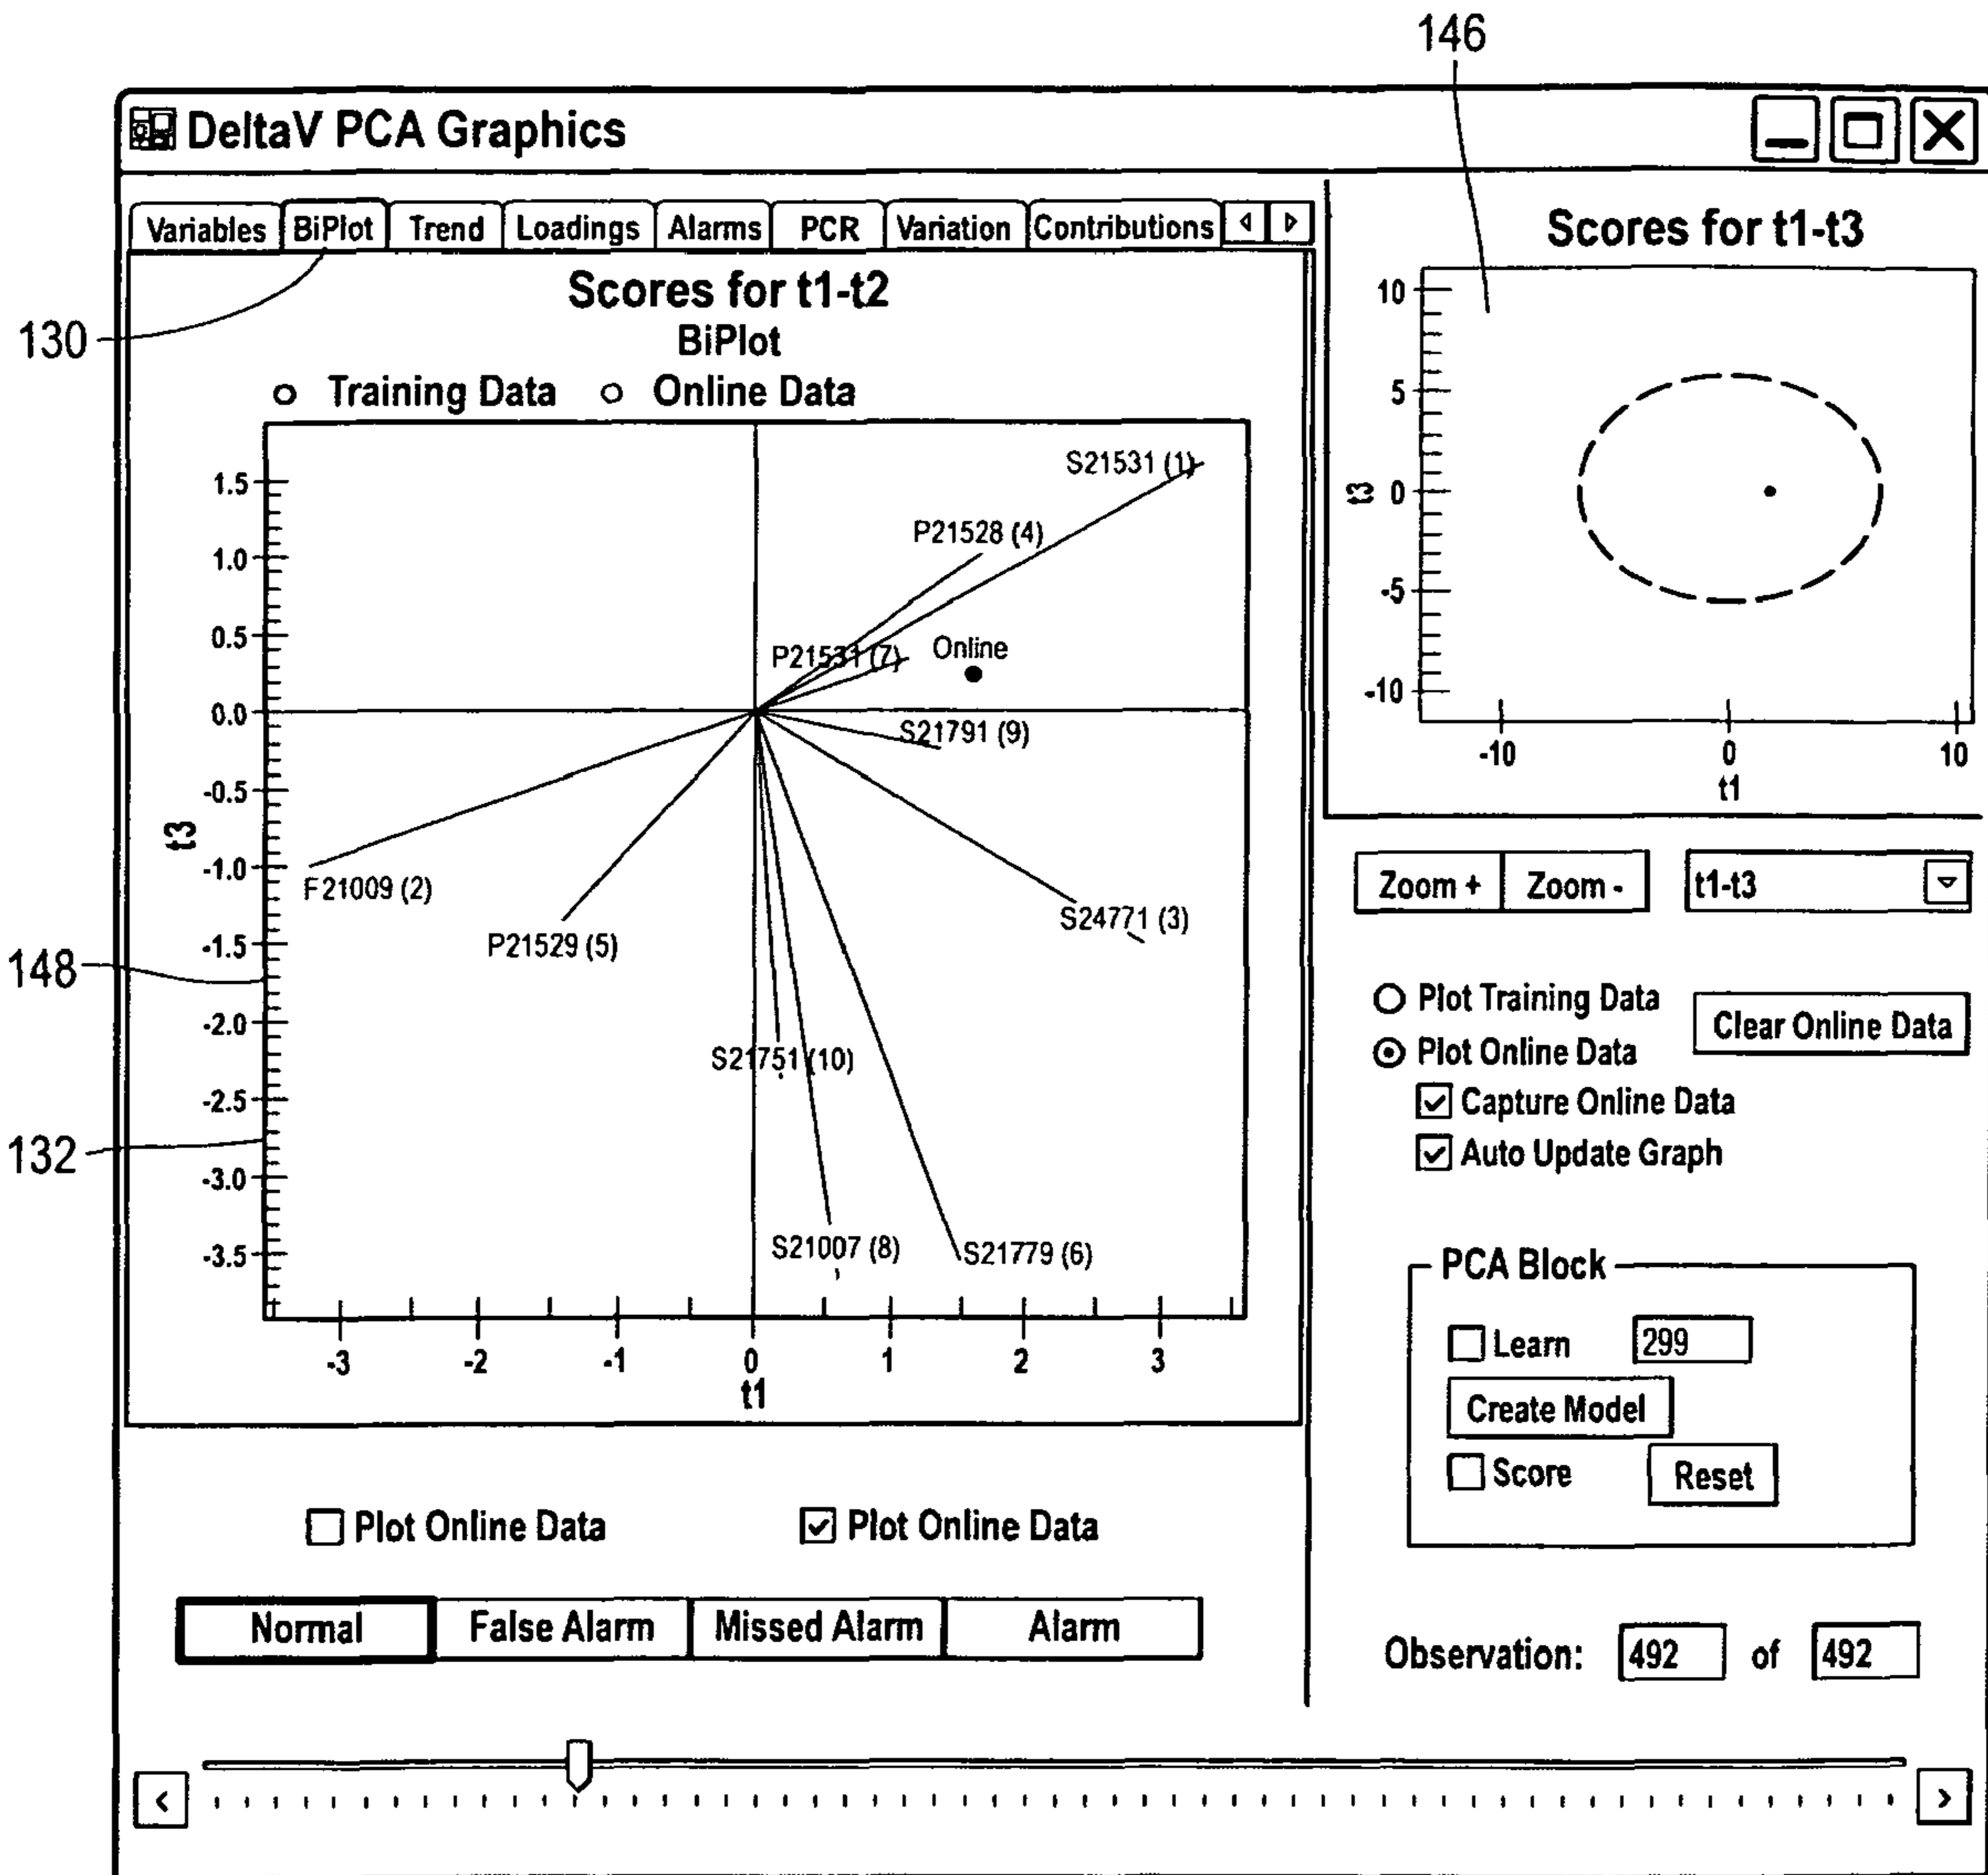 146
DeltaV PCA Graphics
Variables BiPlot Trend Loadings Alarms PCR Variation Contributions
130
Scores for t1-t2
BiPlot
Training Data Online Data
1.5
1.0
0.5
0.0
-0.5
-1.0
-1.5
-2.0
-2.5
-3.0
-3.5
t3
S21531 (1)
P21528 (4)
P21531 (7)
Online
S21791 (9)
F21009 (2)
P21529 (5)
S24771 (3)
S21751 (10)
S21007 (8)
S21779 (6)
-3 -2 -1 0 1 2 3
t1
148
132
Scores for t1-t3
10
5
0
-5
-10
t3
-10 0 10
t1
Zoom + Zoom - t1-t3
Plot Training Data
Clear Online Data
Plot Online Data
Capture Online Data
Auto Update Graph
PCA Block
Learn 299
Create Model
Score Reset
Plot Online Data Plot Online Data
Normal False Alarm Missed Alarm Alarm
Observation: 492 of 492